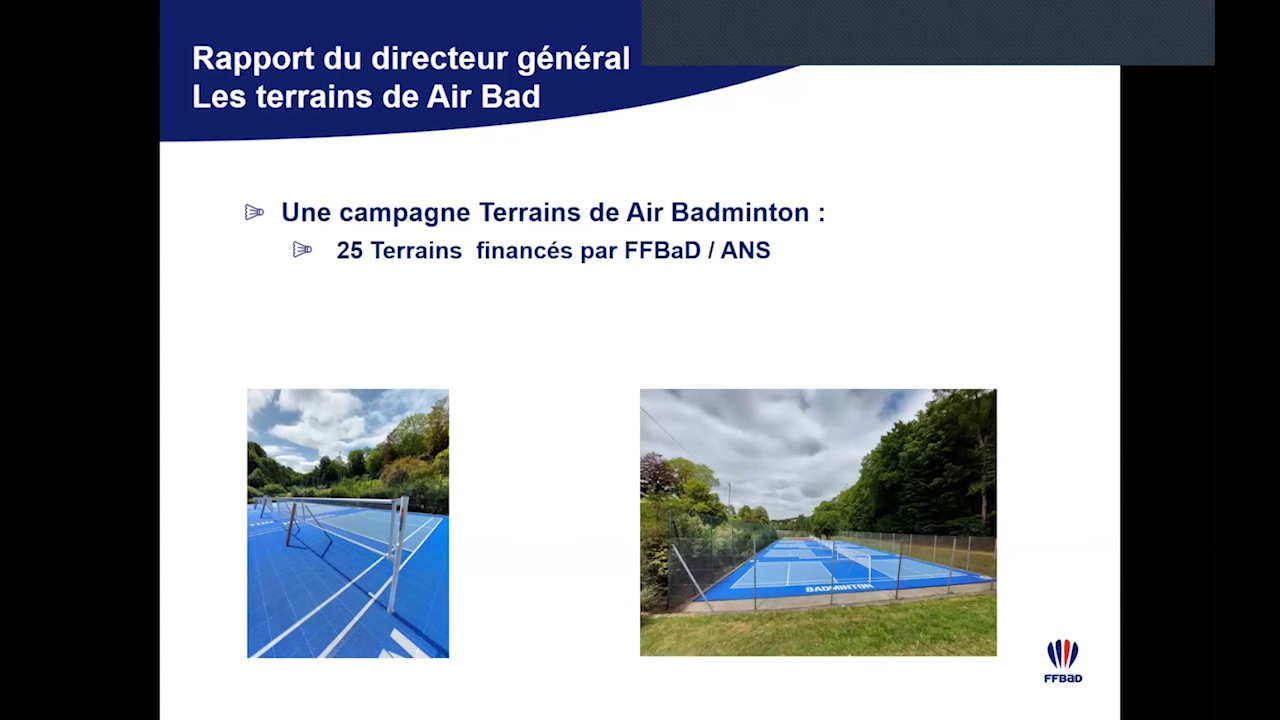 Rapport du directeur général
Les terrains de Air Bad
Une campagne Terrains de Air Badminton :
25 Terrains financés par FFBaD / ANS
BADMINTON
FFBaD